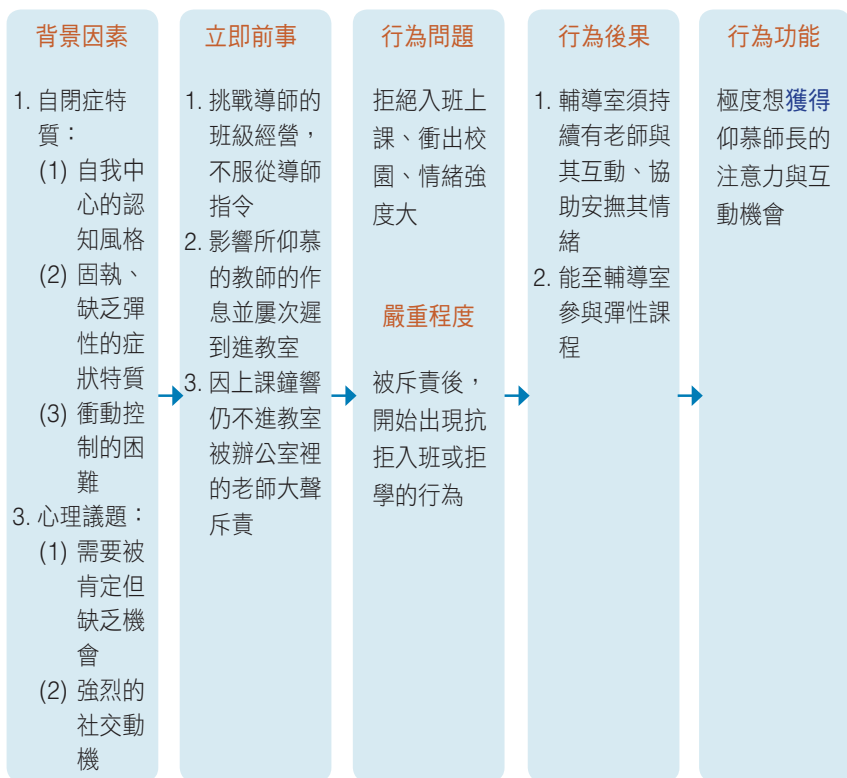 背景因素
1. 自閉症特
質：
(1) 自我中
心的認
知風格
(2) 固執、
缺乏彈
性的症
狀特質
(3) 衝動控
制的困
難
3. 心理議題：
(1) 需要被
肯定但
缺乏機
會
(2) 強烈的
社交動
機
立即前事
1. 挑戰導師的
班級經營，
不服從導師
指令
2. 影響所仰慕
的教師的作
息並屢次遲
到進教室
3. 因上課鐘響
仍不進教室
被辦公室裡
的老師大聲
斥責
行為問題
拒絕入班上
課、衝出校
園、情緒強
度大
嚴重程度
被斥責後，
開始出現抗
拒入班或拒
學的行為
行為後果
1. 輔導室須持
續有老師與
其互動、協
助安撫其情
緒
2. 能至輔導室
參與彈性課
程
行為功能
極度想獲得
仰慕師長的
注意力與互
動機會